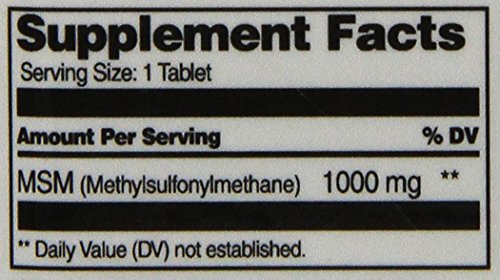 Supplement Facts
Serving Size: 1 Tablet
Amount Per Serving % DV
MSM (Methylsulfonylmethane) 1000 mg **
** Daily Value (DV) not established.